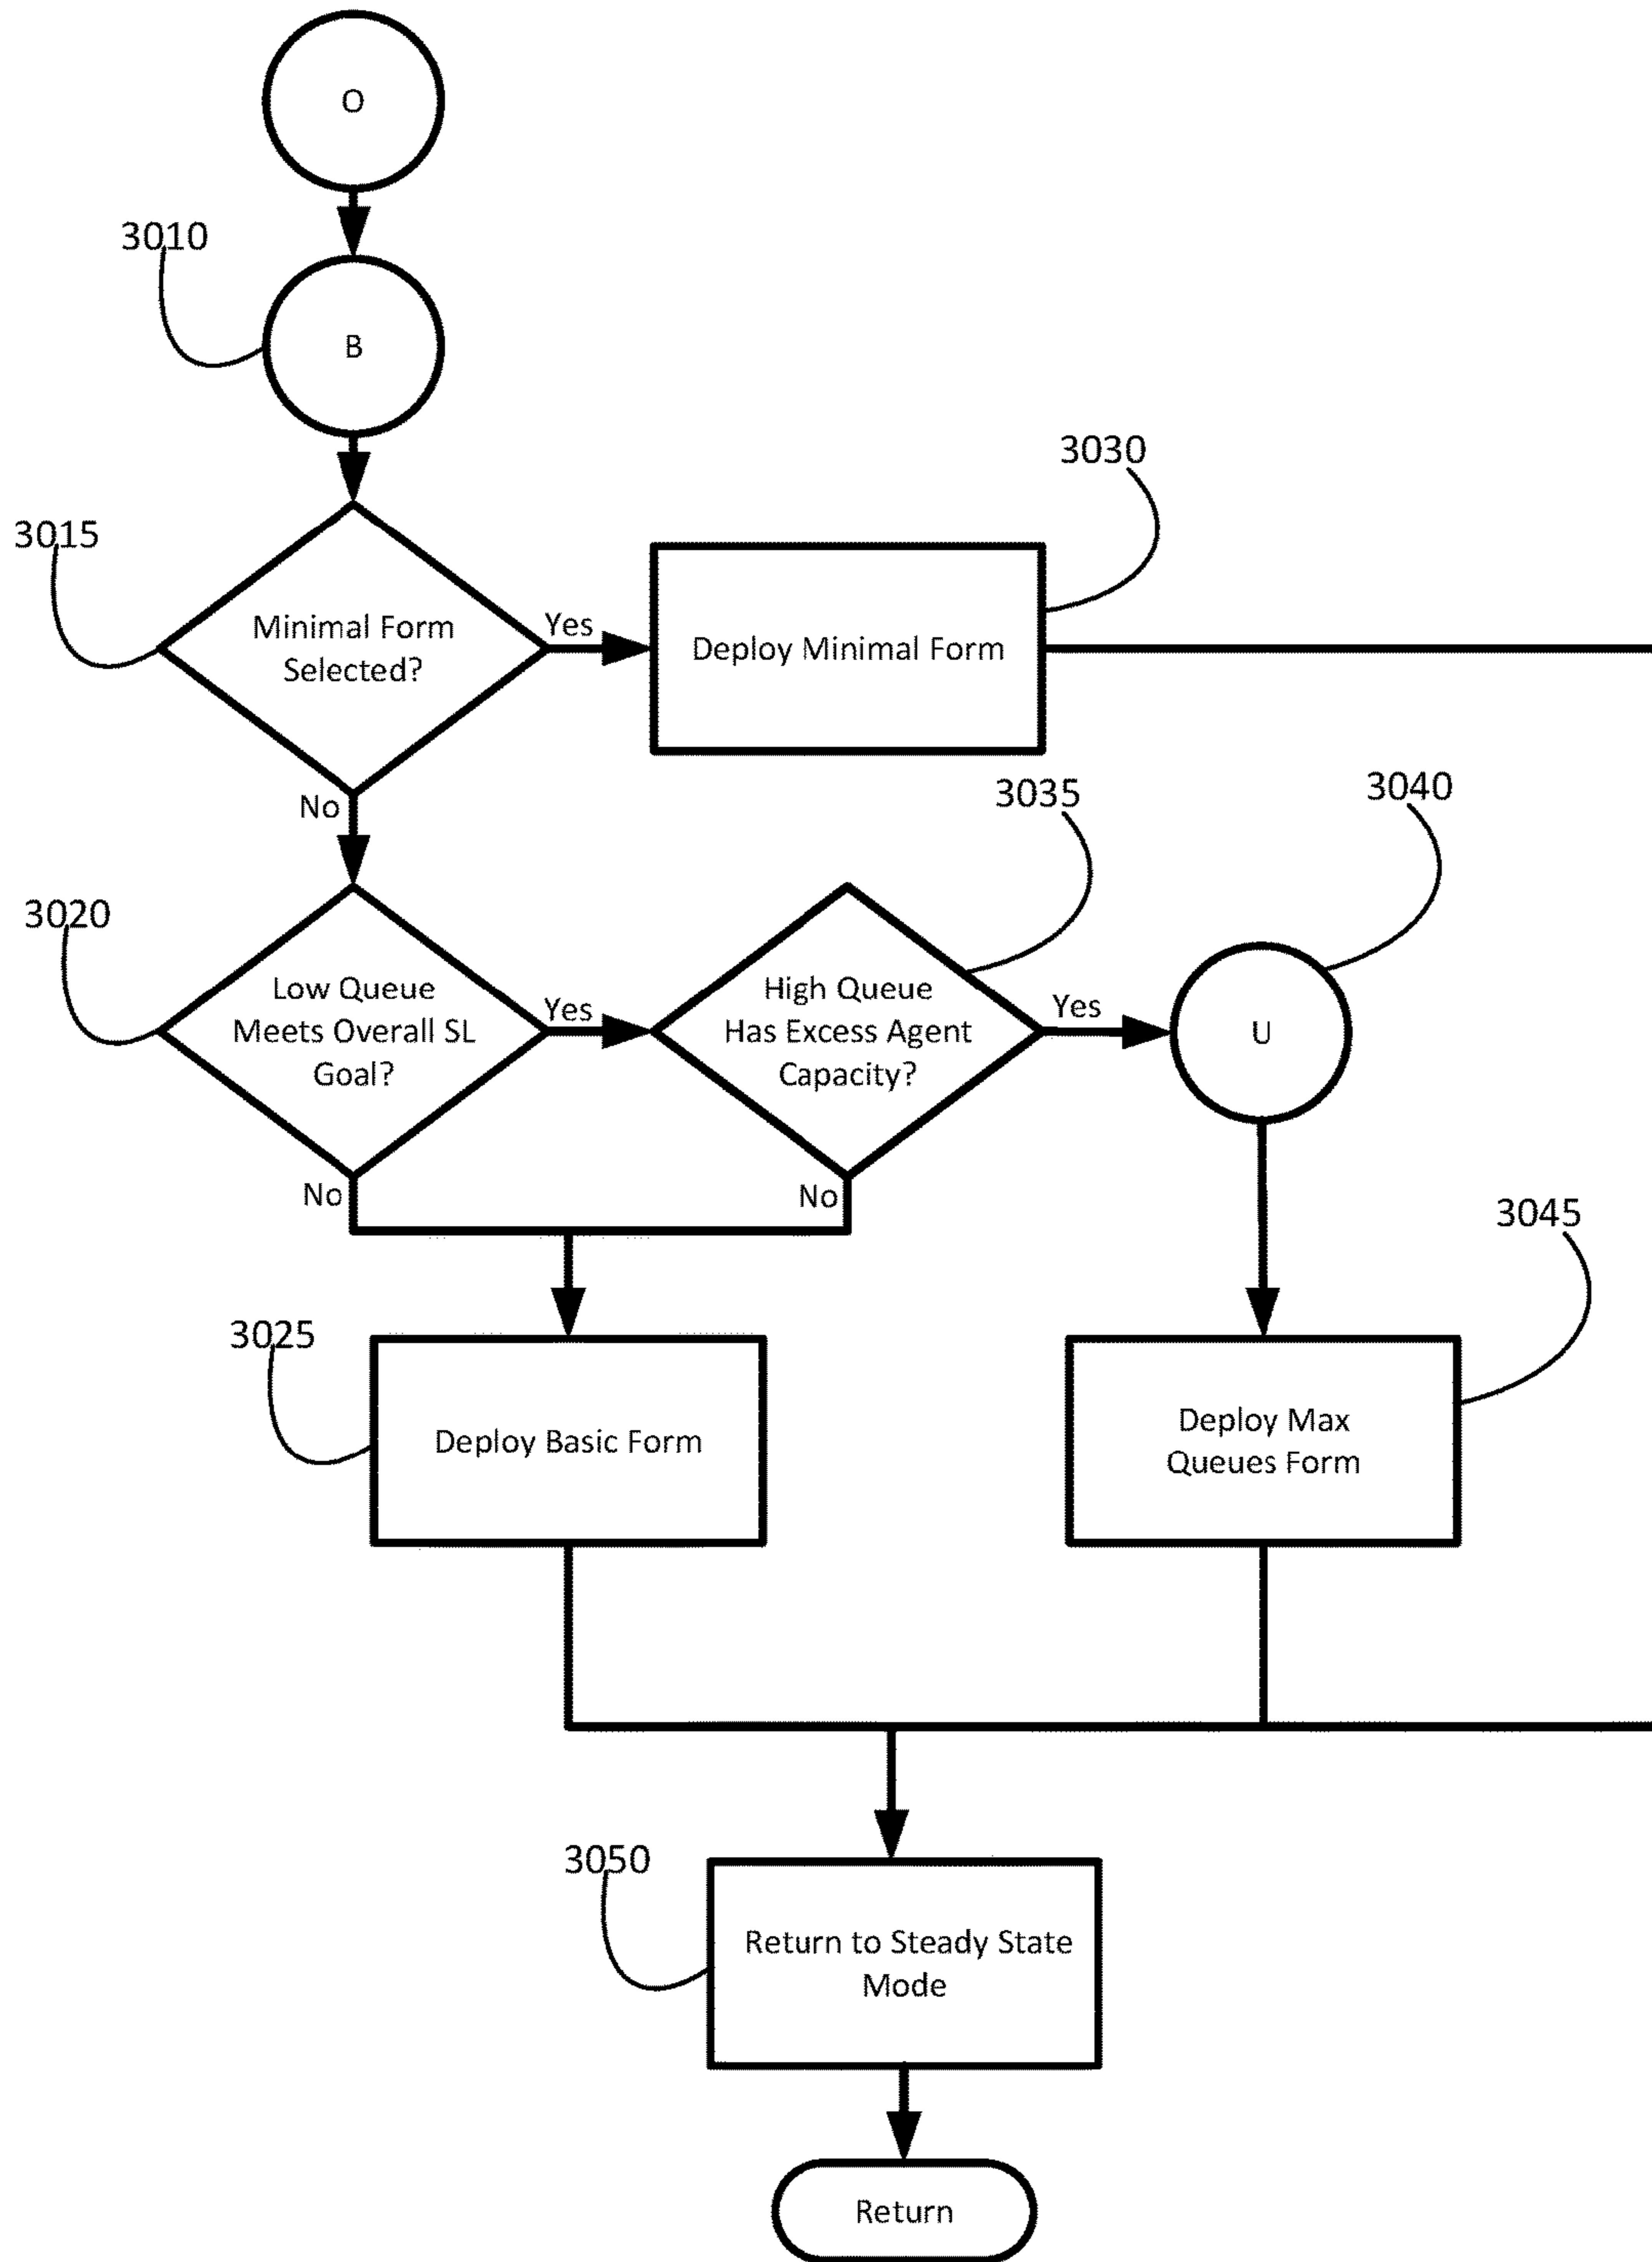 O
3010
B
3030
3015
Minimal Form
Selected?
Yes
Deploy Minimal Form
No
3035
3040
3020
Low Queue
Meets Overall SL
Goal?
Yes
High Queue
Has Excess Agent
Capacity?
Yes
U
No
No
3045
3025
Deploy Basic Form
Deploy Max
Queues Form
3050
Return to Steady State
Mode
Return